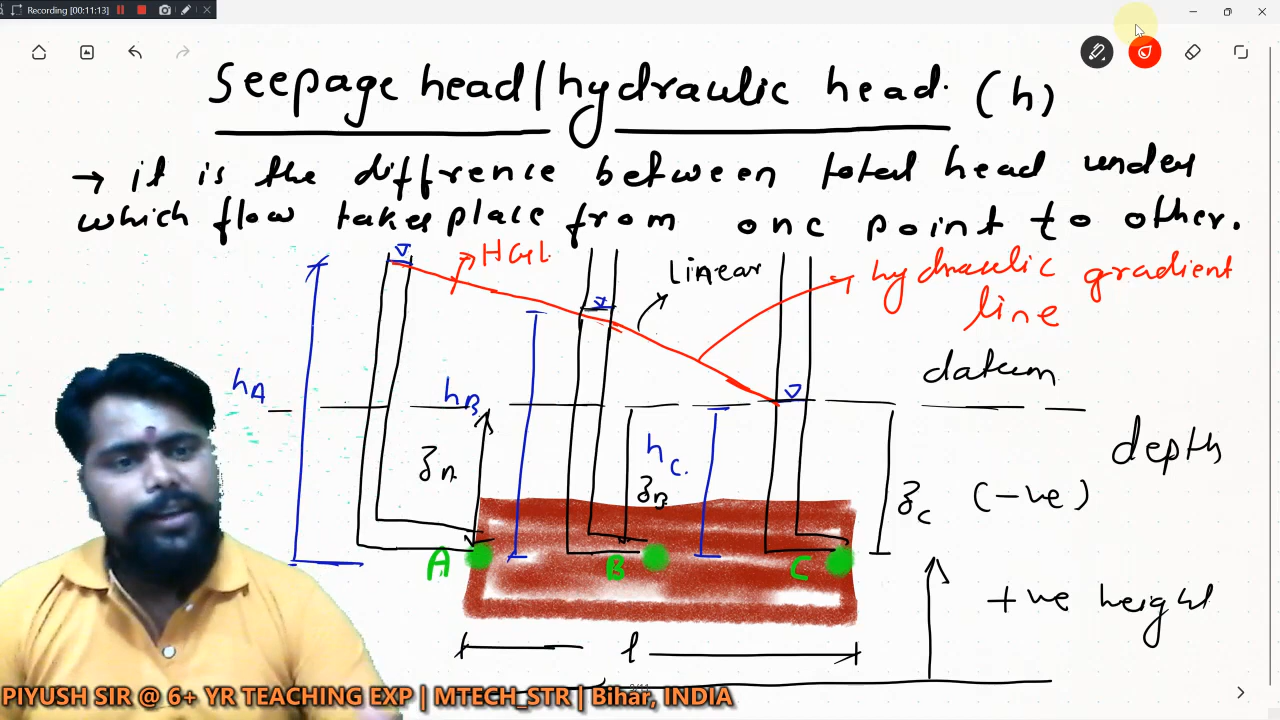 Recording [00:11:13]
Seepage head/hydraulic head. (h)
→ it is the diffrence between total head under
which flow takes place from one point to other.
HGL
linear
hydraulic gradient
line
datum
hA
hB
hC.
depth
(-ve)
zC
zB
A
B
C
+ve height
l
PIYUSH SIR @ 6+ YR TEACHING EXP | MTECH_STR | Bihar, INDIA